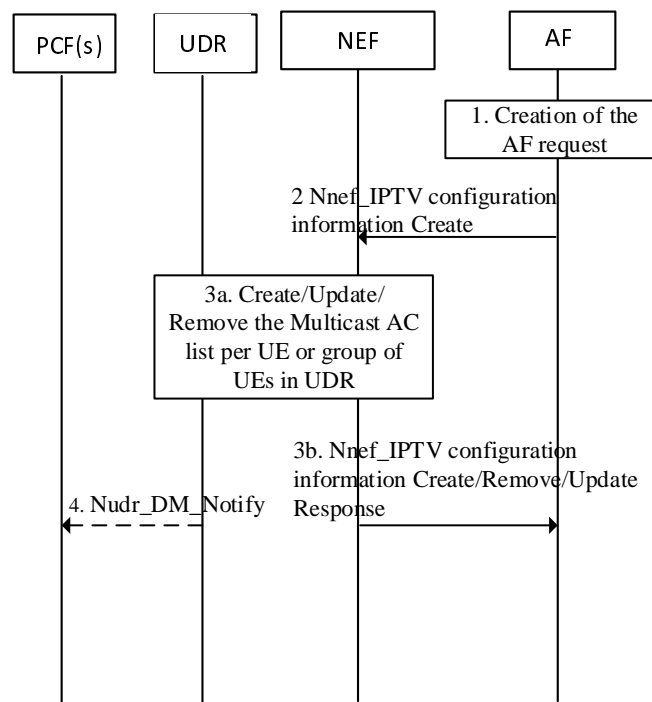 PCF(s)
UDR
NEF
AF
1. Creation of the
AF request
2 Nnef_IPTV configuration
information Create
3a. Create/Update/
Remove the Multicast AC
list per UE or group of
UEs in UDR
3b. Nnef_IPTV configuration
information Create/Remove/Update
Response
4. Nudr_DM_Notify